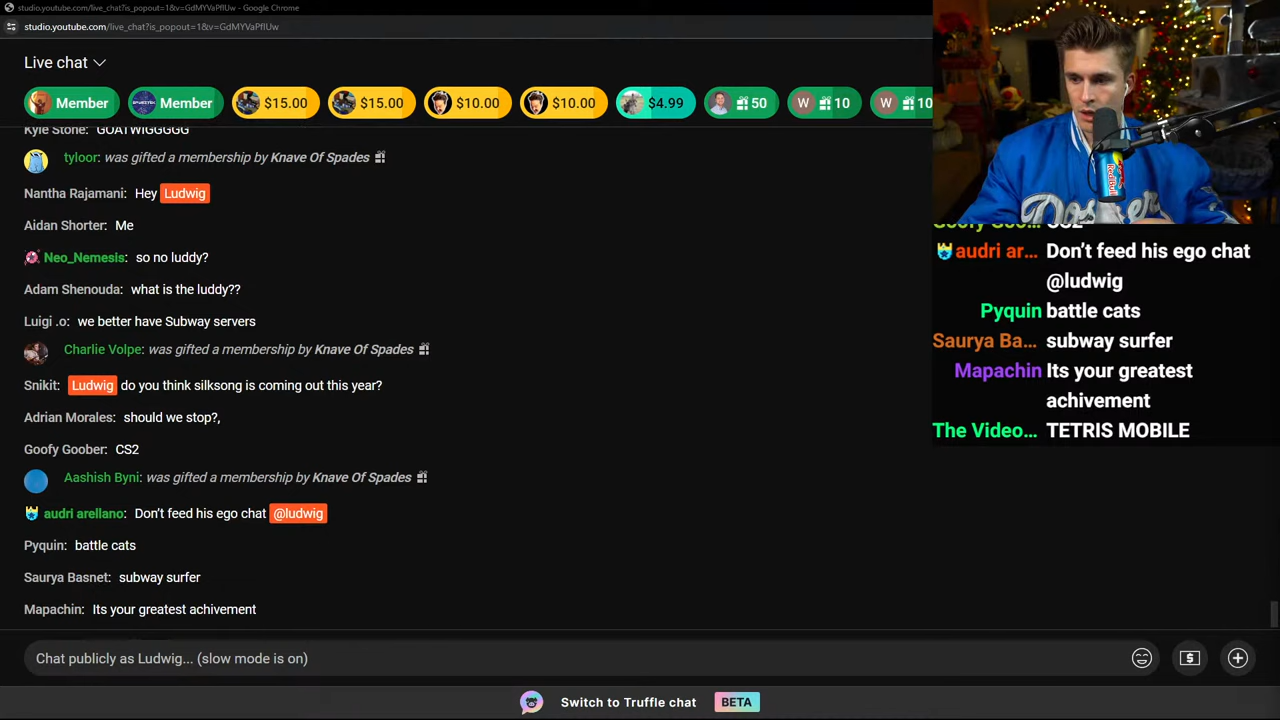 studio.youtube.com/live_chat?is_popout=1&v=GdMYVaPflUw - Google Chrome
studio.youtube.com/live_chat?is_popout=1&v=GdMYVaPflUw
Live chat
Member
Member
$15.00
$15.00
$10.00
$10.00
$4.99
50
W 10
W 10
Kyle Stone: GOATWIGGGGG
tyloor: was gifted a membership by Knave Of Spades
Nantha Rajamani: Hey Ludwig
Aidan Shorter: Me
Neo_Nemesis: so no luddy?
Adam Shenouda: what is the luddy??
Luigi .o: we better have Subway servers
Charlie Volpe: was gifted a membership by Knave Of Spades
Snikit: Ludwig do you think silksong is coming out this year?
Adrian Morales: should we stop?,
Goofy Goober: CS2
Aashish Byni: was gifted a membership by Knave Of Spades
audri arellano: Don't feed his ego chat @ludwig
Pyquin: battle cats
Saurya Basnet: subway surfer
Mapachin: Its your greatest achivement
Chat publicly as Ludwig... (slow mode is on)
Switch to Truffle chat BETA
Red Bull
Goofy Goo... CS2
audri ar... Don't feed his ego chat
@ludwig
Pyquin battle cats
Saurya Ba... subway surfer
Mapachin Its your greatest
achivement
The Video... TETRIS MOBILE